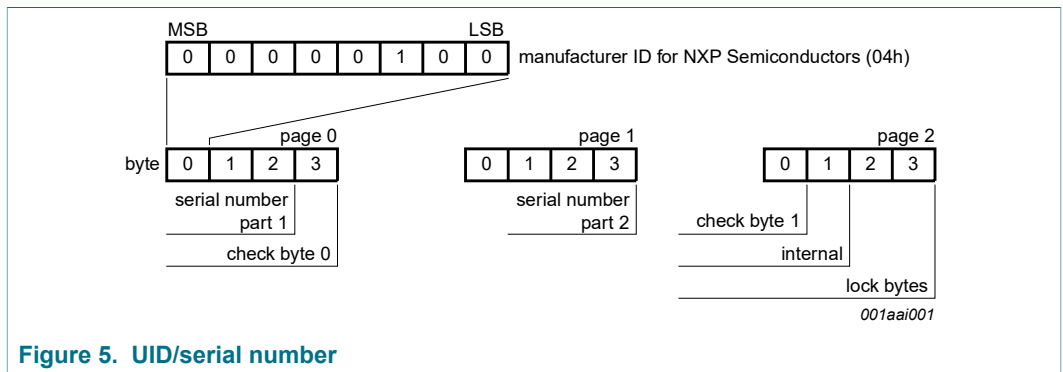 MSB LSB
0 0 0 0 0 1 0 0 manufacturer ID for NXP Semiconductors (04h)
page 0 page 1 page 2
byte 0 1 2 3 0 1 2 3 0 1 2 3
serial number serial number
part 1 part 2 check byte 1
check byte 0 internal
lock bytes
001aai001
Figure 5. UID/serial number